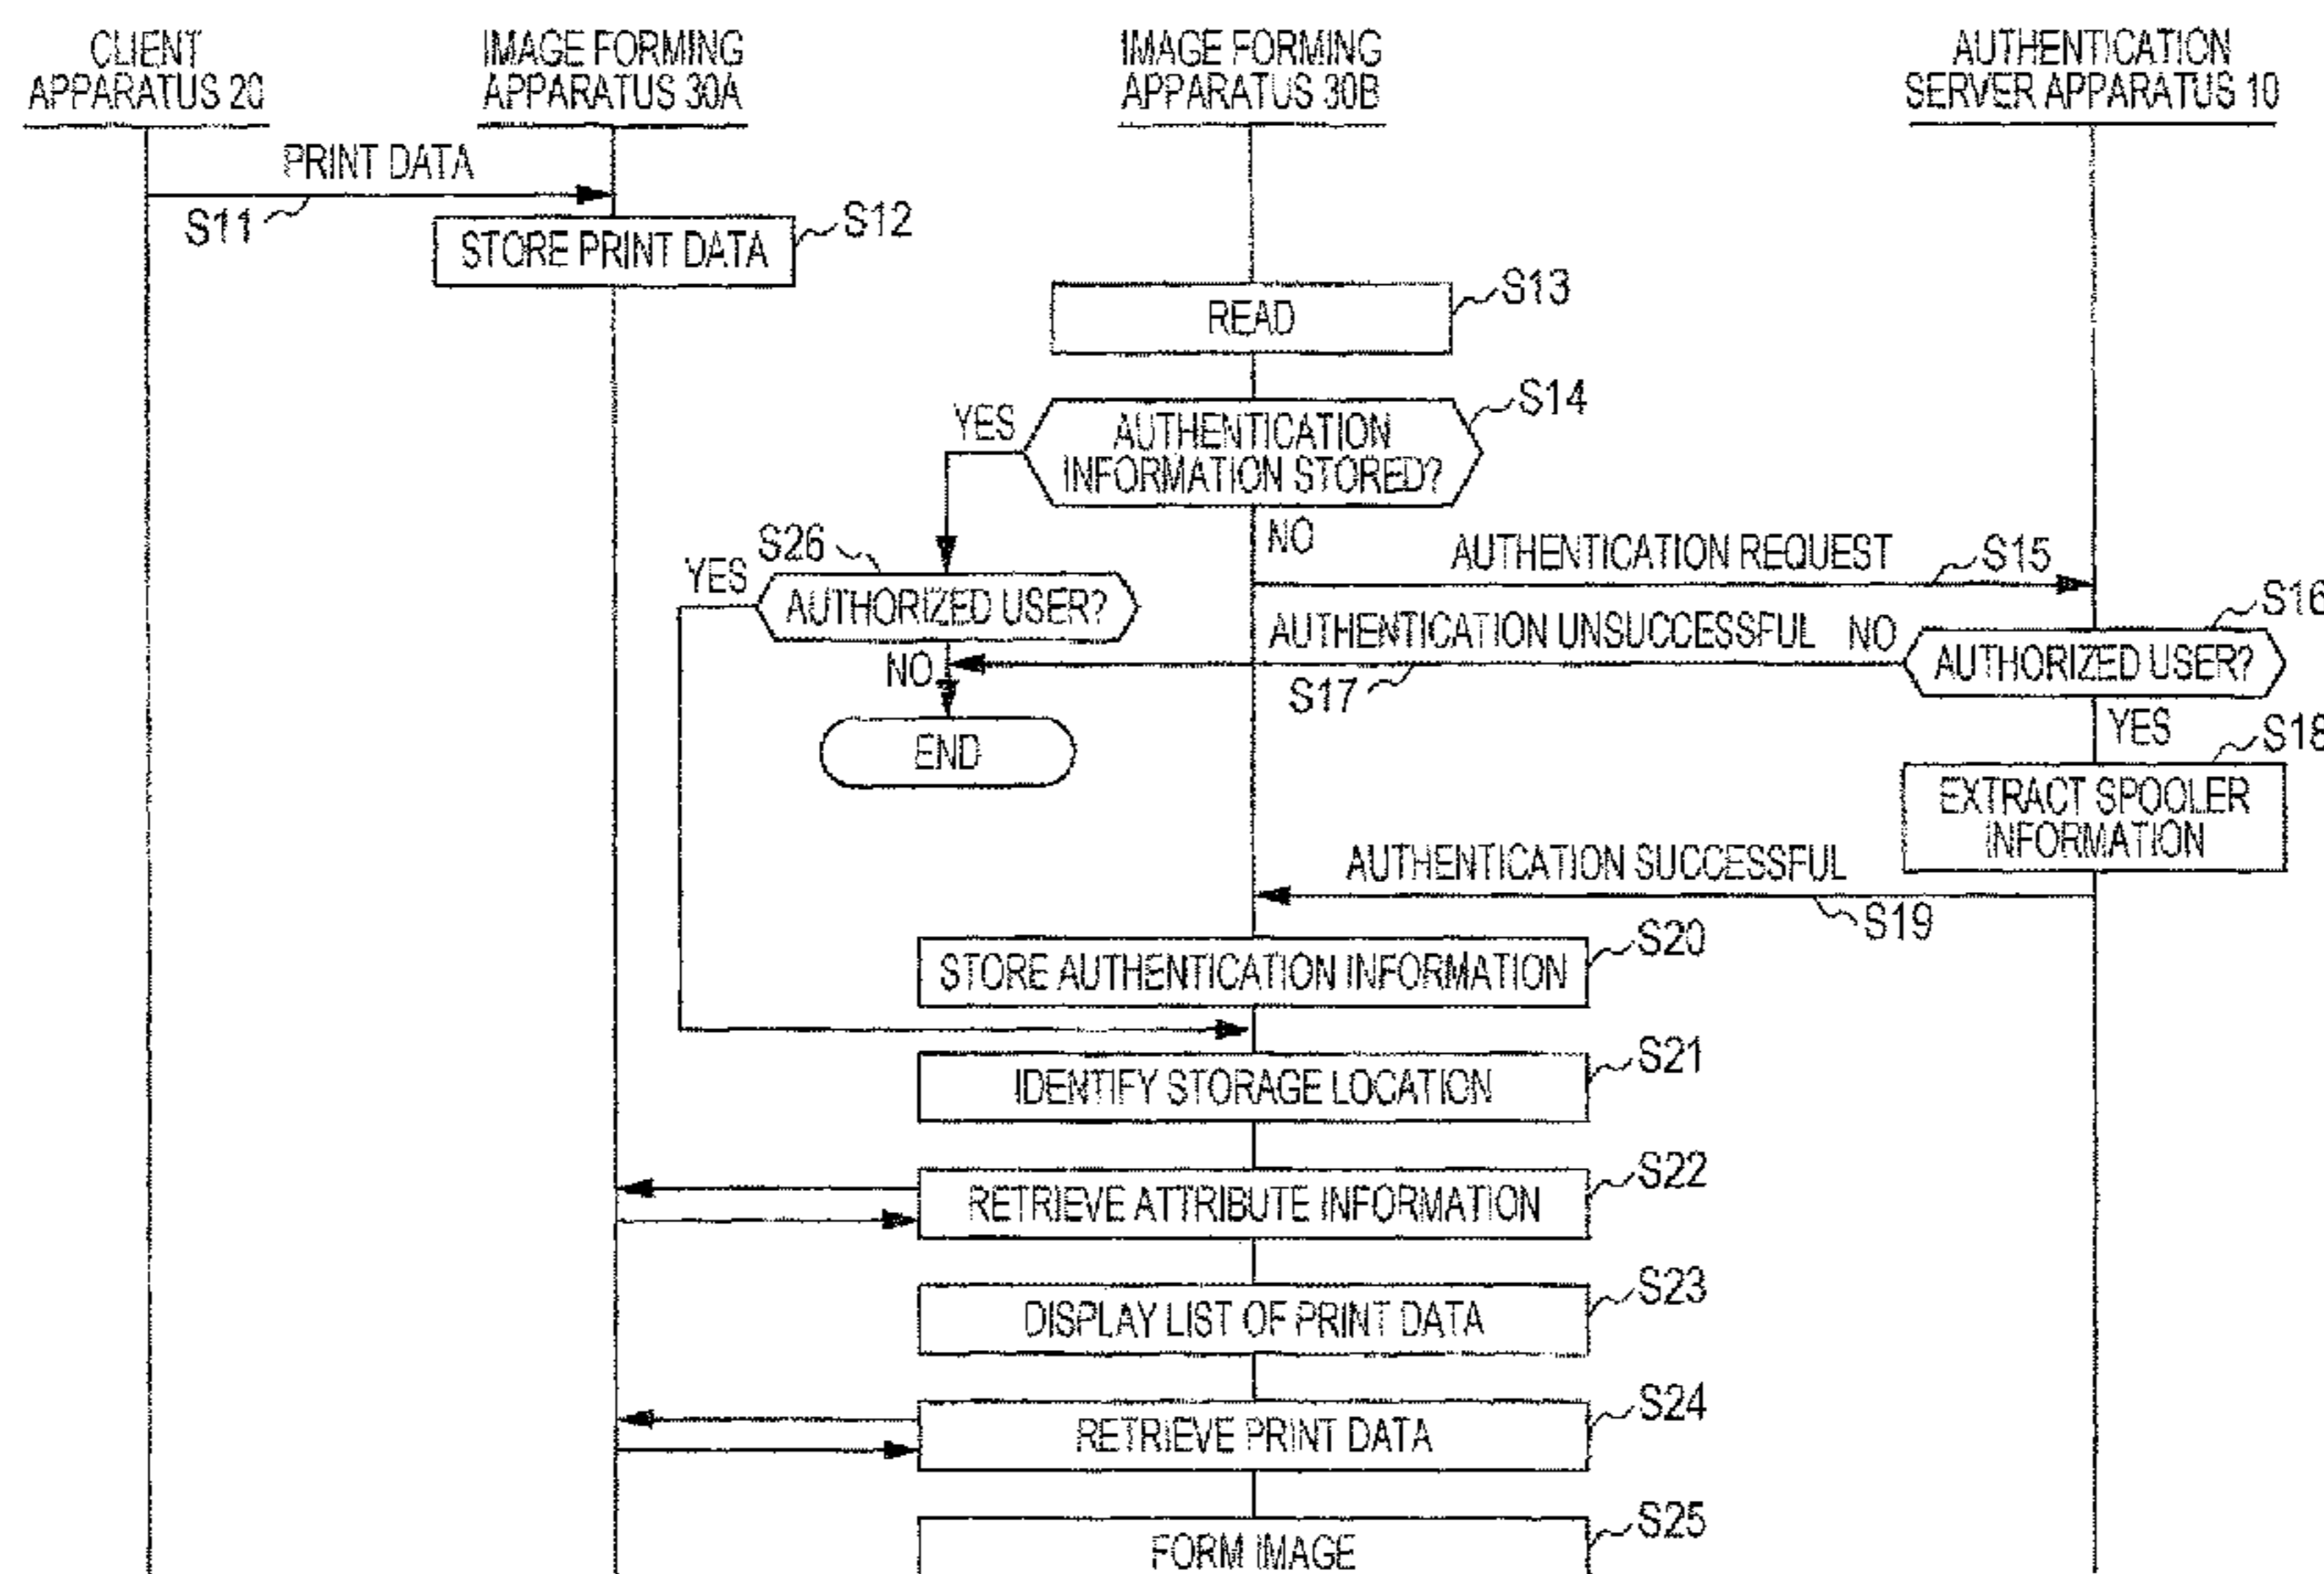 CLIENT
APPARATUS 20
IMAGE FORMING
APPARATUS 30A
IMAGE FORMING
APPARATUS 30B
AUTHENTICATION
SERVER APPARATUS 10
PRINT DATA
S11
STORE PRINT DATA
S12
READ
S13
AUTHENTICATION
INFORMATION STORED?
S14
YES
NO
AUTHENTICATION REQUEST
S15
S26
YES
AUTHORIZED USER?
NO
AUTHENTICATION UNSUCCESSFUL
NO
S17
AUTHORIZED USER?
S16
YES
END
EXTRACT SPOOLER
INFORMATION
S18
AUTHENTICATION SUCCESSFUL
S19
STORE AUTHENTICATION INFORMATION
S20
IDENTIFY STORAGE LOCATION
S21
RETRIEVE ATTRIBUTE INFORMATION
S22
DISPLAY LIST OF PRINT DATA
S23
RETRIEVE PRINT DATA
S24
FORM IMAGE
S25